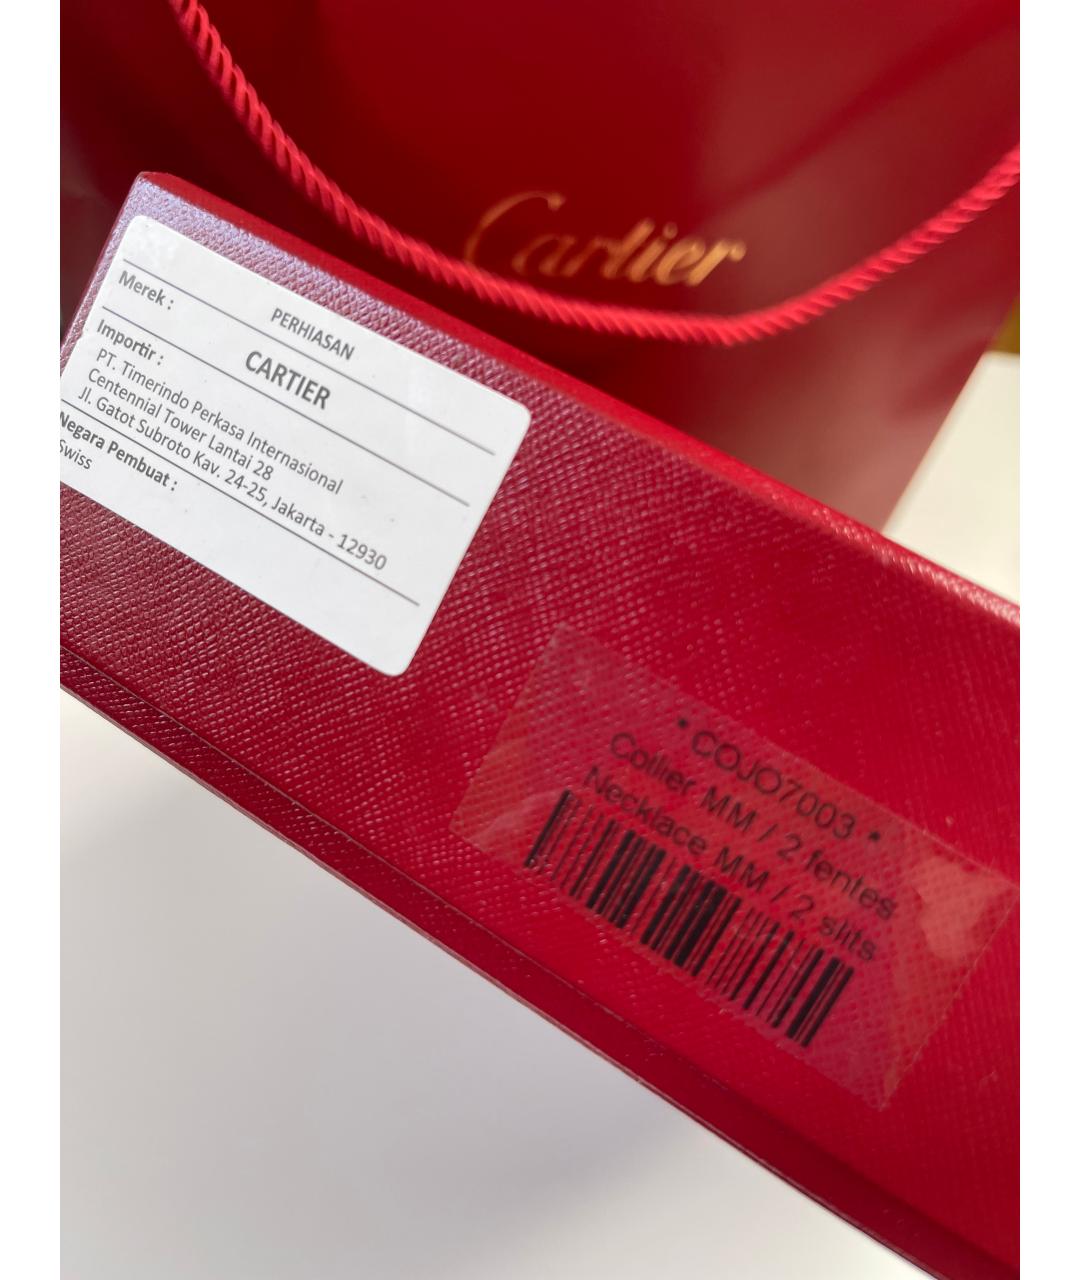 Cartier
PERHIASAN
Merek :
CARTIER
Importir :
PT. Timerindo Perkasa Internasional
Centennial Tower Lantai 28
Jl. Gatot Subroto Kav. 24-25, Jakarta - 12930
Negara Pembuat :
Swiss
* COJO7003 *
Collier MM / 2 fentes
Necklace MM / 2 slits